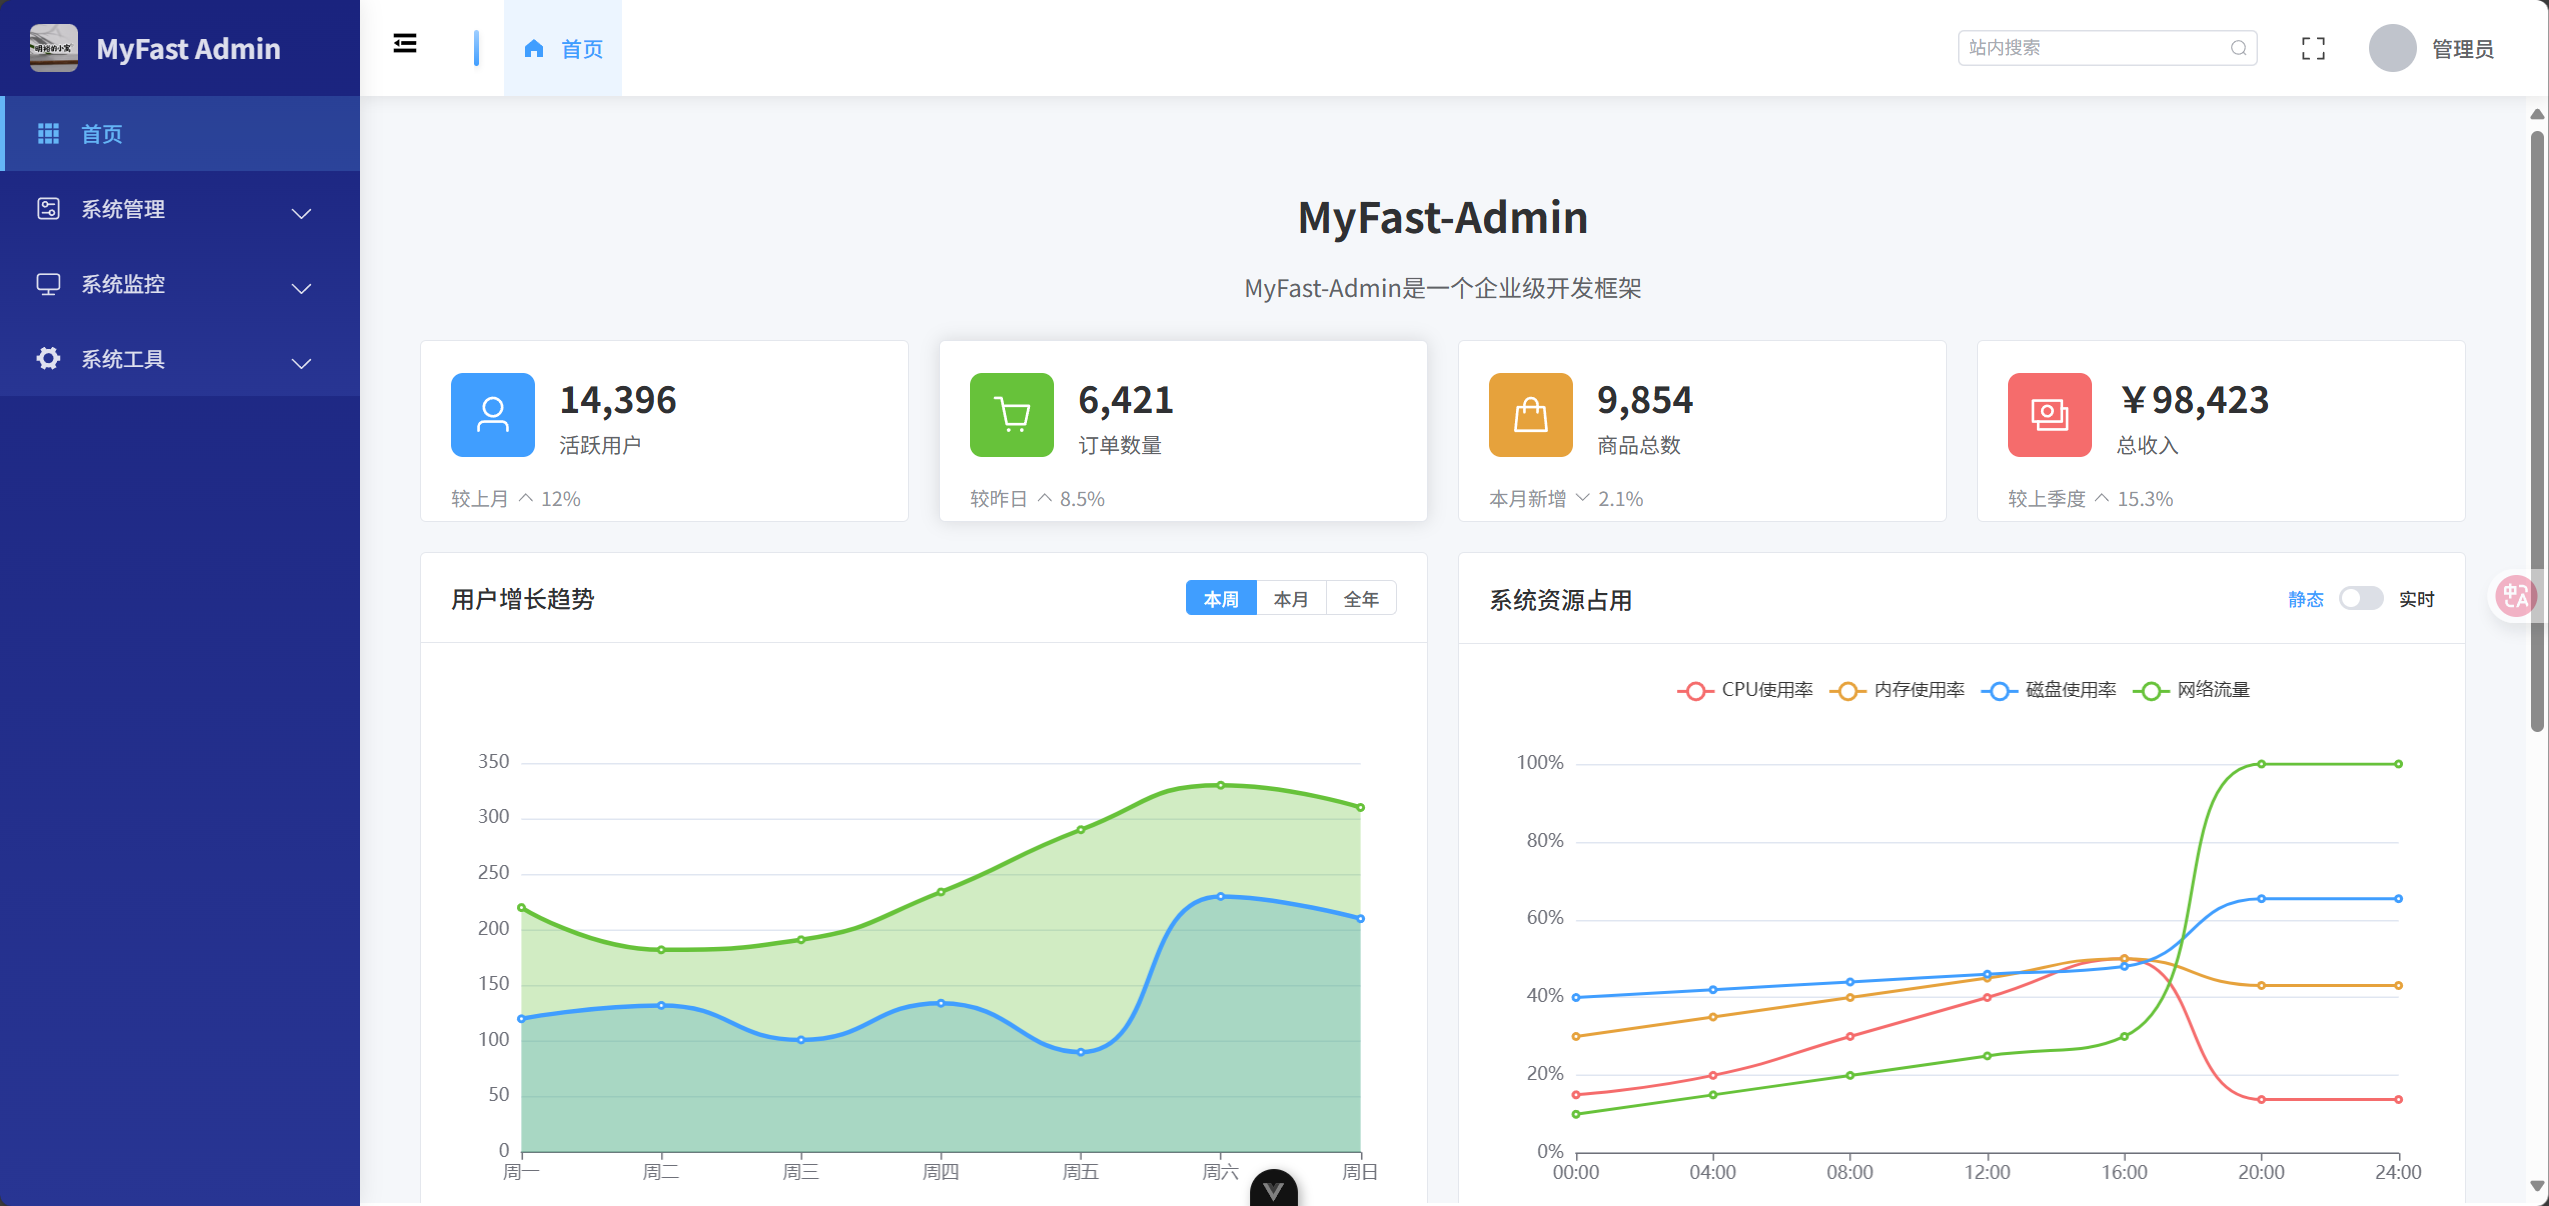 明裕的小窝
MyFast Admin
首页
系统管理
系统监控
系统工具
首页
站内搜索
管理员
MyFast-Admin
MyFast-Admin是一个企业级开发框架
14,396
活跃用户
较上月 12%
6,421
订单数量
较昨日 8.5%
9,854
商品总数
本月新增 2.1%
￥98,423
总收入
较上季度 15.3%
用户增长趋势
本周 本月 全年
350
300
250
200
150
100
50
0
周一 周二 周三 周四 周五 周六 周日
系统资源占用
静态 实时
CPU使用率 内存使用率 磁盘使用率 网络流量
100%
80%
60%
40%
20%
0%
00:00 04:00 08:00 12:00 16:00 20:00 24:00
中 A